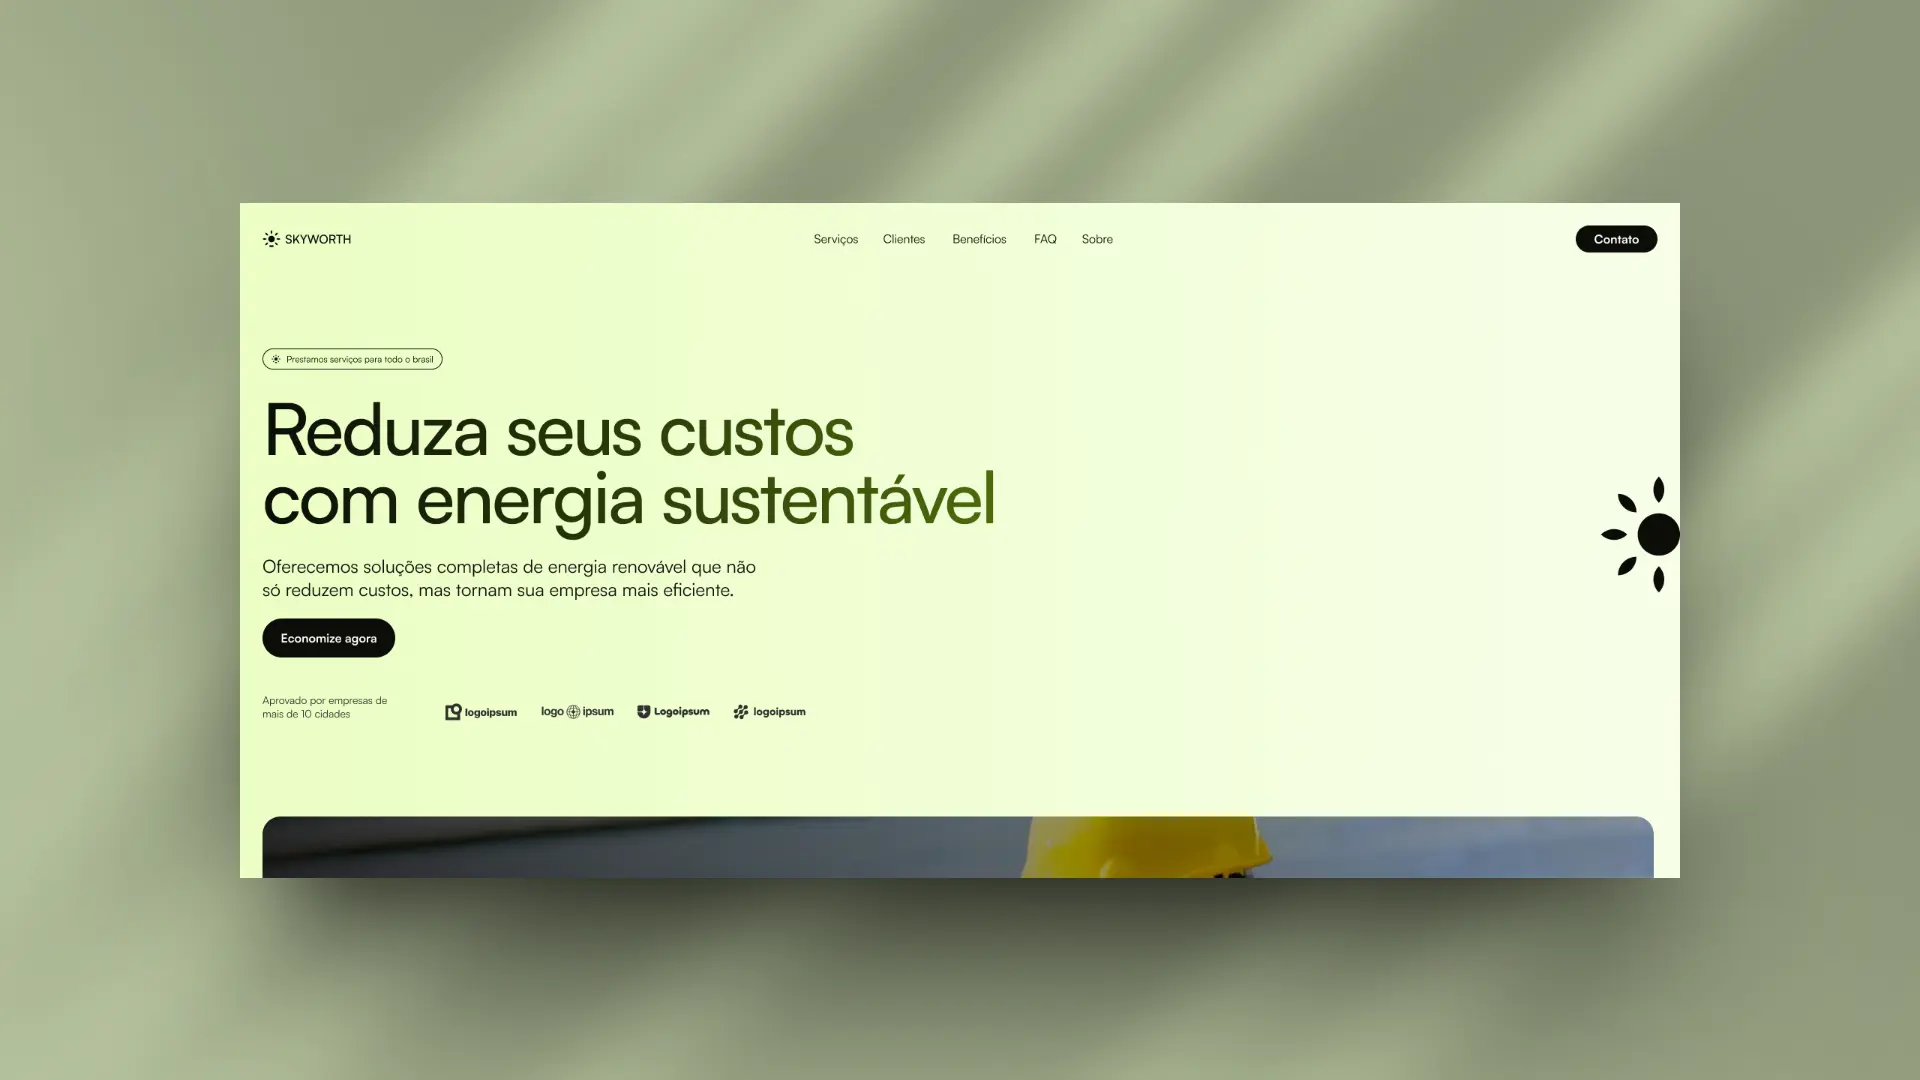 SKYWORTH
Serviços Clientes Benefícios FAQ Sobre
Contato
Prestamos serviços para todo o brasil
Reduza seus custos
com energia sustentável
Oferecemos soluções completas de energia renovável que não
só reduzem custos, mas tornam sua empresa mais eficiente.
Economize agora
Aprovado por empresas de
mais de 10 cidades
logoipsum
logo ipsum
Logoipsum
logoipsum